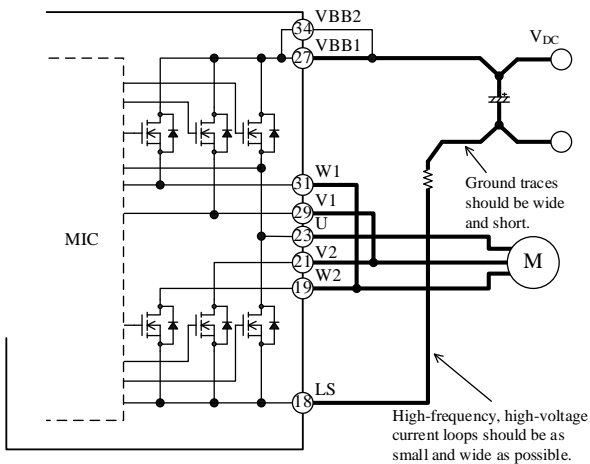 VBB2
34
VBB1
27
VDC
W1
31
V1
29
U
23
MIC
V2
21
W2
19
M
Ground traces
should be wide
and short.
LS
18
High-frequency, high-voltage
current loops should be as
small and wide as possible.